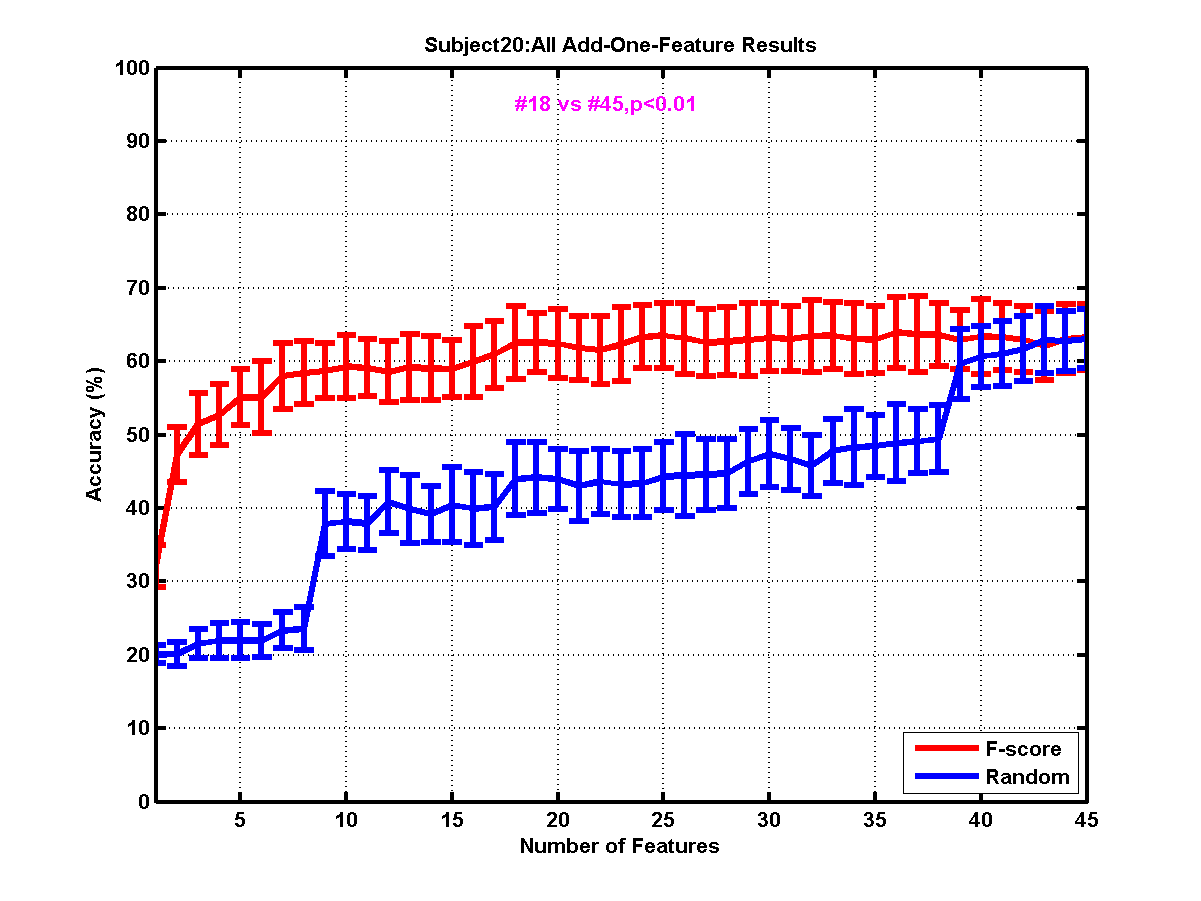 Subject20:All Add-One-Feature Results
#18 vs #45,p<0.01
100
90
80
70
60
50
40
30
20
10
0
Accuracy (%)
5 10 15 20 25 30 35 40 45
Number of Features
F-score
Random